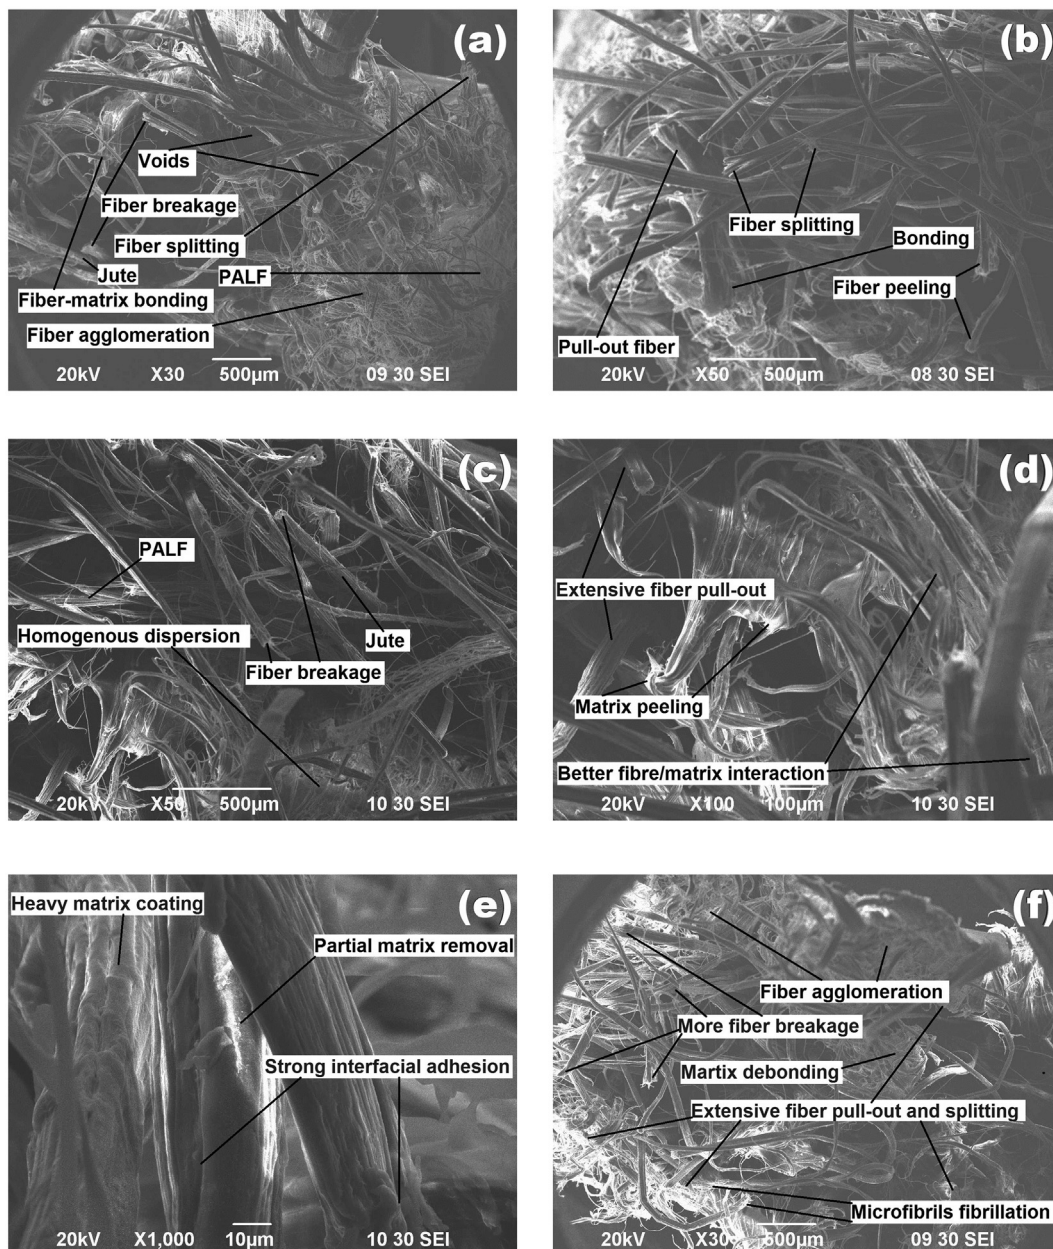 (a)
Voids
Fiber breakage
Fiber splitting
Jute
PALF
Fiber-matrix bonding
Fiber agglomeration
20kV X30 500µm 09 30 SEI
(b)
Fiber splitting
Bonding
Fiber peeling
Pull-out fiber
20kV X50 500µm 08 30 SEI
(c)
PALF
Homogenous dispersion
Jute
Fiber breakage
20kV X50 500µm 10 30 SEI
(d)
Extensive fiber pull-out
Matrix peeling
Better fibre/matrix interaction
20kV X100 100µm 10 30 SEI
(e)
Heavy matrix coating
Partial matrix removal
Strong interfacial adhesion
20kV X1,000 10µm 10 30 SEI
(f)
Fiber agglomeration
More fiber breakage
Martix debonding
Extensive fiber pull-out and splitting
Microfibrils fibrillation
20kV X30 500µm 09 30 SEI